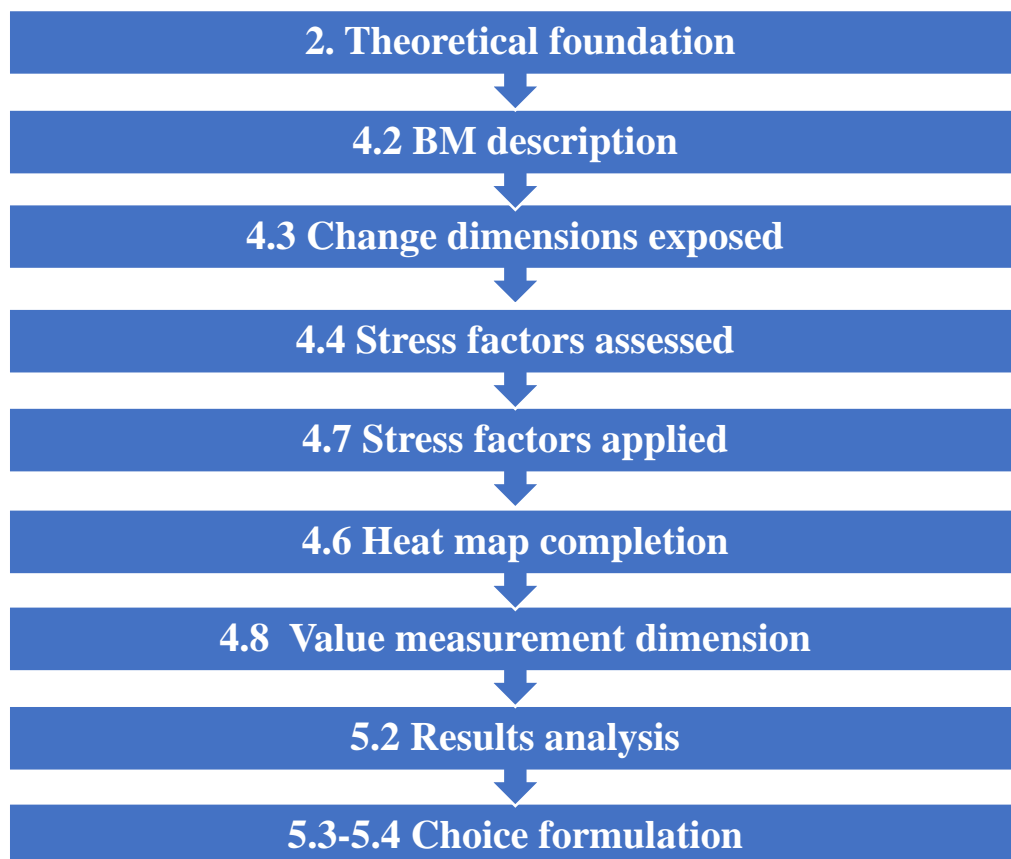 2. Theoretical foundation
4.2 BM description
4.3 Change dimensions exposed
4.4 Stress factors assessed
4.7 Stress factors applied
4.6 Heat map completion
4.8  Value measurement dimension
5.2 Results analysis
5.3-5.4 Choice formulation